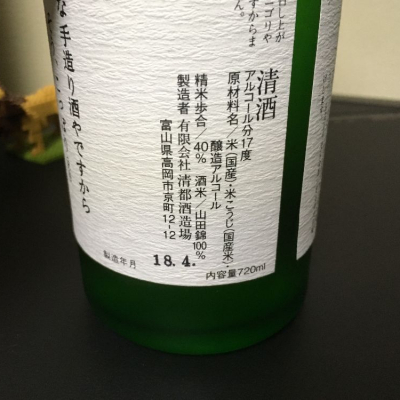 清酒
アルコール分17度
原材料名/米(国産)・米こうじ(国産米)・
醸造アルコール
精米歩合/40% 酒米/山田錦100%
製造者 有限会社清都酒造場
富山県高岡市京町12-12
内容量720ml
製造年月 18.4.
な手造り酒やですから